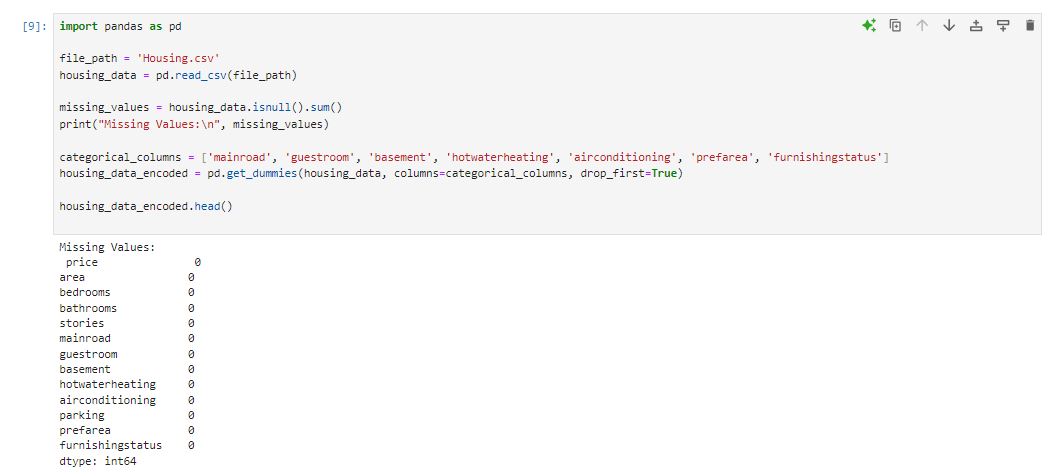 [9]: import pandas as pd
file_path = 'Housing.csv'
housing_data = pd.read_csv(file_path)
missing_values = housing_data.isnull().sum()
print("Missing Values:\n", missing_values)
categorical_columns = ['mainroad', 'guestroom', 'basement', 'hotwaterheating', 'airconditioning', 'prefarea', 'furnishingstatus']
housing_data_encoded = pd.get_dummies(housing_data, columns=categorical_columns, drop_first=True)
housing_data_encoded.head()
Missing Values:
price 0
area 0
bedrooms 0
bathrooms 0
stories 0
mainroad 0
guestroom 0
basement 0
hotwaterheating 0
airconditioning 0
parking 0
prefarea 0
furnishingstatus 0
dtype: int64